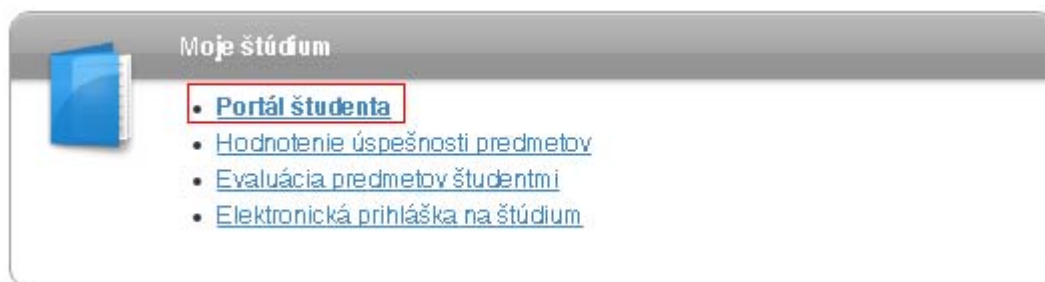 Moje štúdium
Portál študenta
Hodnotenie úspešnosti predmetov
Evaluácia predmetov študentmi
Elektronická prihláška na štúdium